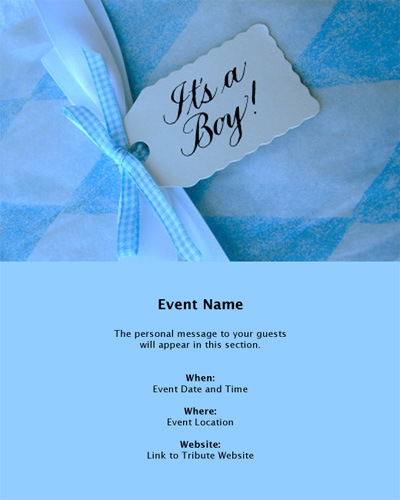 It's a
Boy!
Event Name
The personal message to your guests
will appear in this section.
When:
Event Date and Time
Where:
Event Location
Website:
Link to Tribute Website